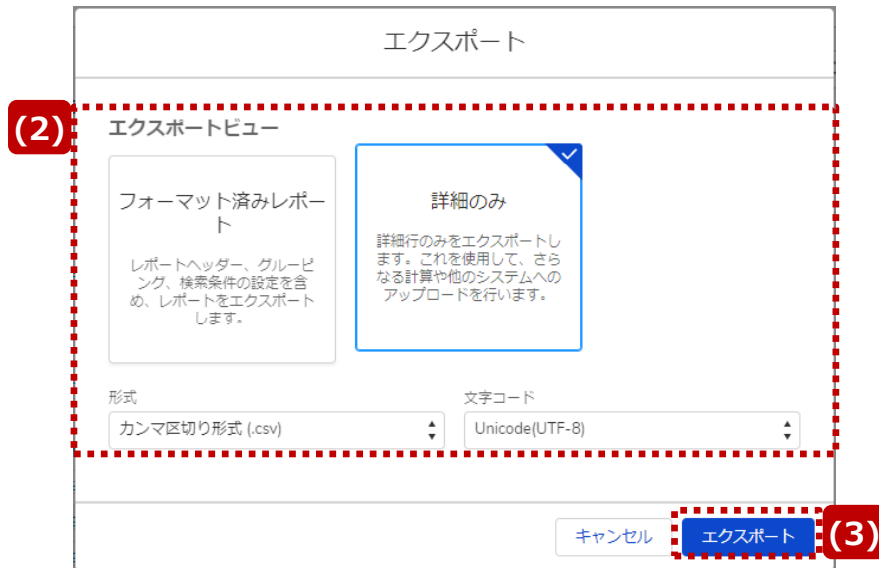 エクスポート
(2)
エクスポートビュー
フォーマット済みレポー
ト
レポートヘッダー、グルーピ
ング、検索条件の設定を含
め、レポートをエクスポート
します。
詳細のみ
詳細行のみをエクスポートし
ます。これを使用して、さら
なる計算や他のシステムへの
アップロードを行います。
形式
カンマ区切り形式 (.csv)
文字コード
Unicode(UTF-8)
キャンセル
エクスポート
(3)